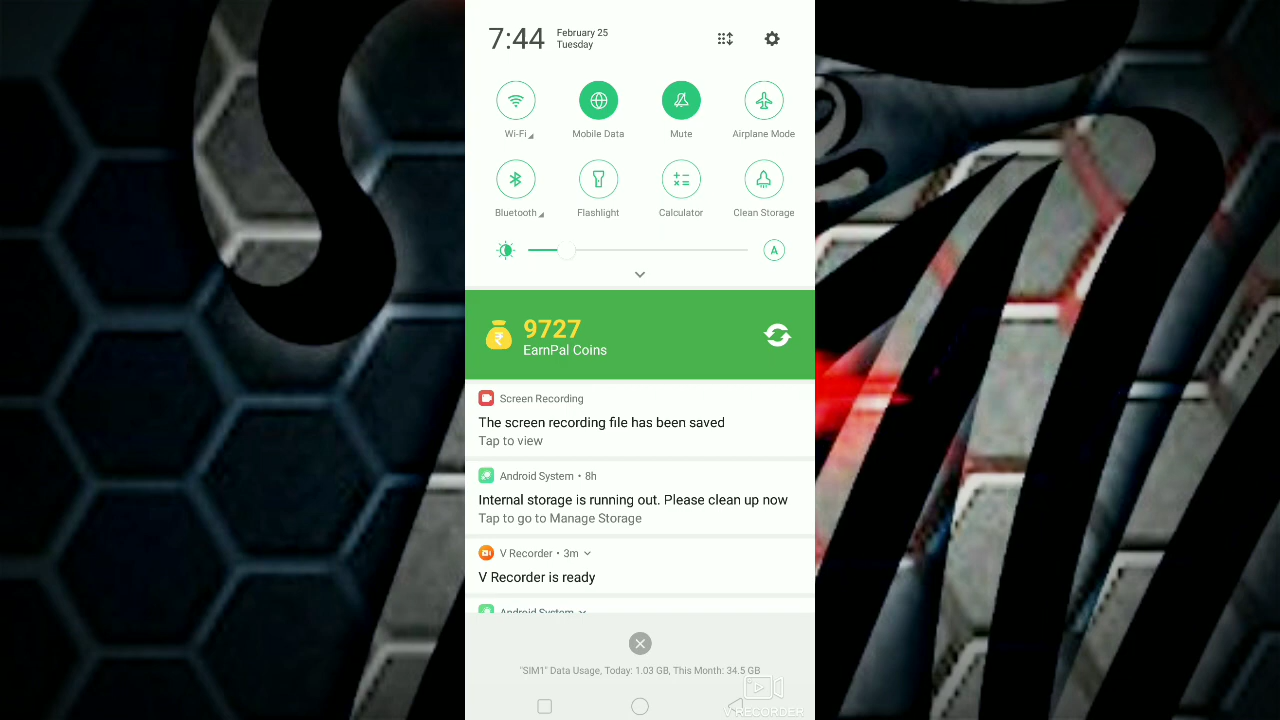 7:44
February 25
Tuesday
Wi-Fi
Mobile Data
Mute
Airplane Mode
Bluetooth
Flashlight
Calculator
Clean Storage
A
9727
EarnPal Coins
Screen Recording
The screen recording file has been saved
Tap to view
Android System • 8h
Internal storage is running out. Please clean up now
Tap to go to Manage Storage
V Recorder • 3m
V Recorder is ready
Android System
"SIM1" Data Usage, Today: 1.03 GB, This Month: 34.5 GB
V RECORDER